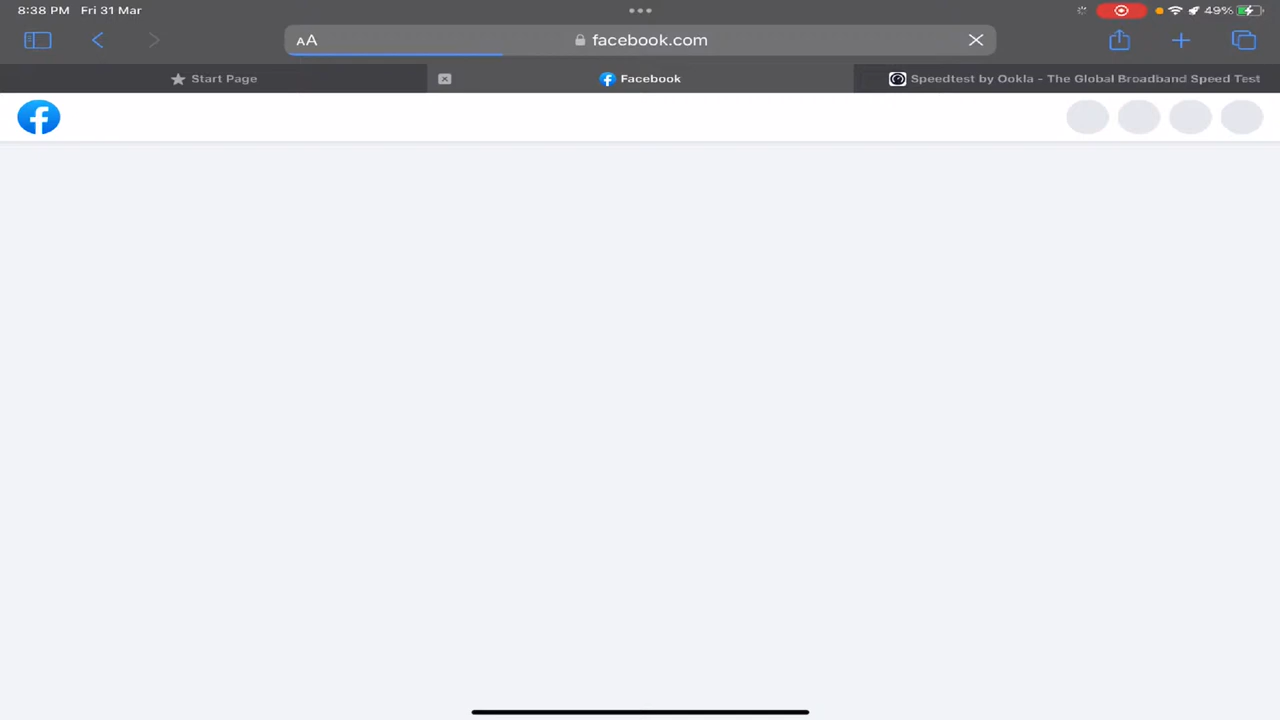 8:38 PM Fri 31 Mar
49%
AA
facebook.com
Start Page
Facebook
Speedtest by Ookla - The Global Broadband Speed Test